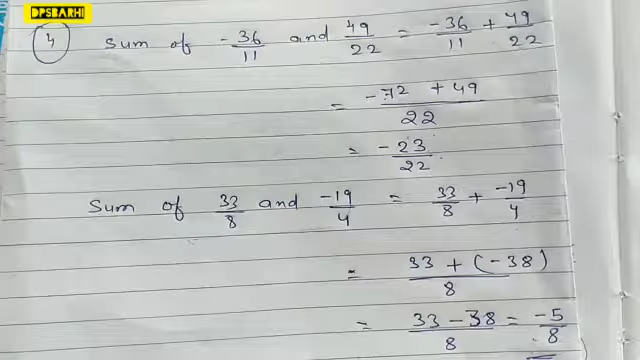 DPSBARHI
4 Sum of -36/11 and 49/22 = -36/11 + 49/22
= -72 + 49/22
= -23/22
Sum of 33/8 and -19/4 = 33/8 + -19/4
= 33 + (-38)/8
= 33 - 38/8 = -5/8